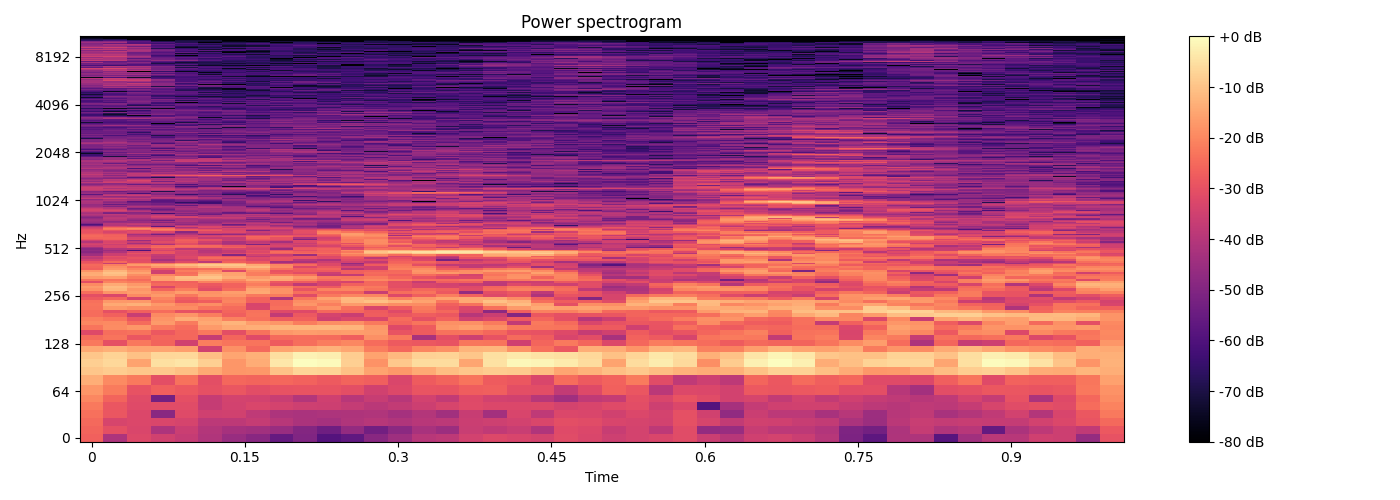 Power spectrogram
Hz
8192
4096
2048
1024
512
256
128
64
0
0 0.15 0.3 0.45 0.6 0.75 0.9
Time
+0 dB
-10 dB
-20 dB
-30 dB
-40 dB
-50 dB
-60 dB
-70 dB
-80 dB